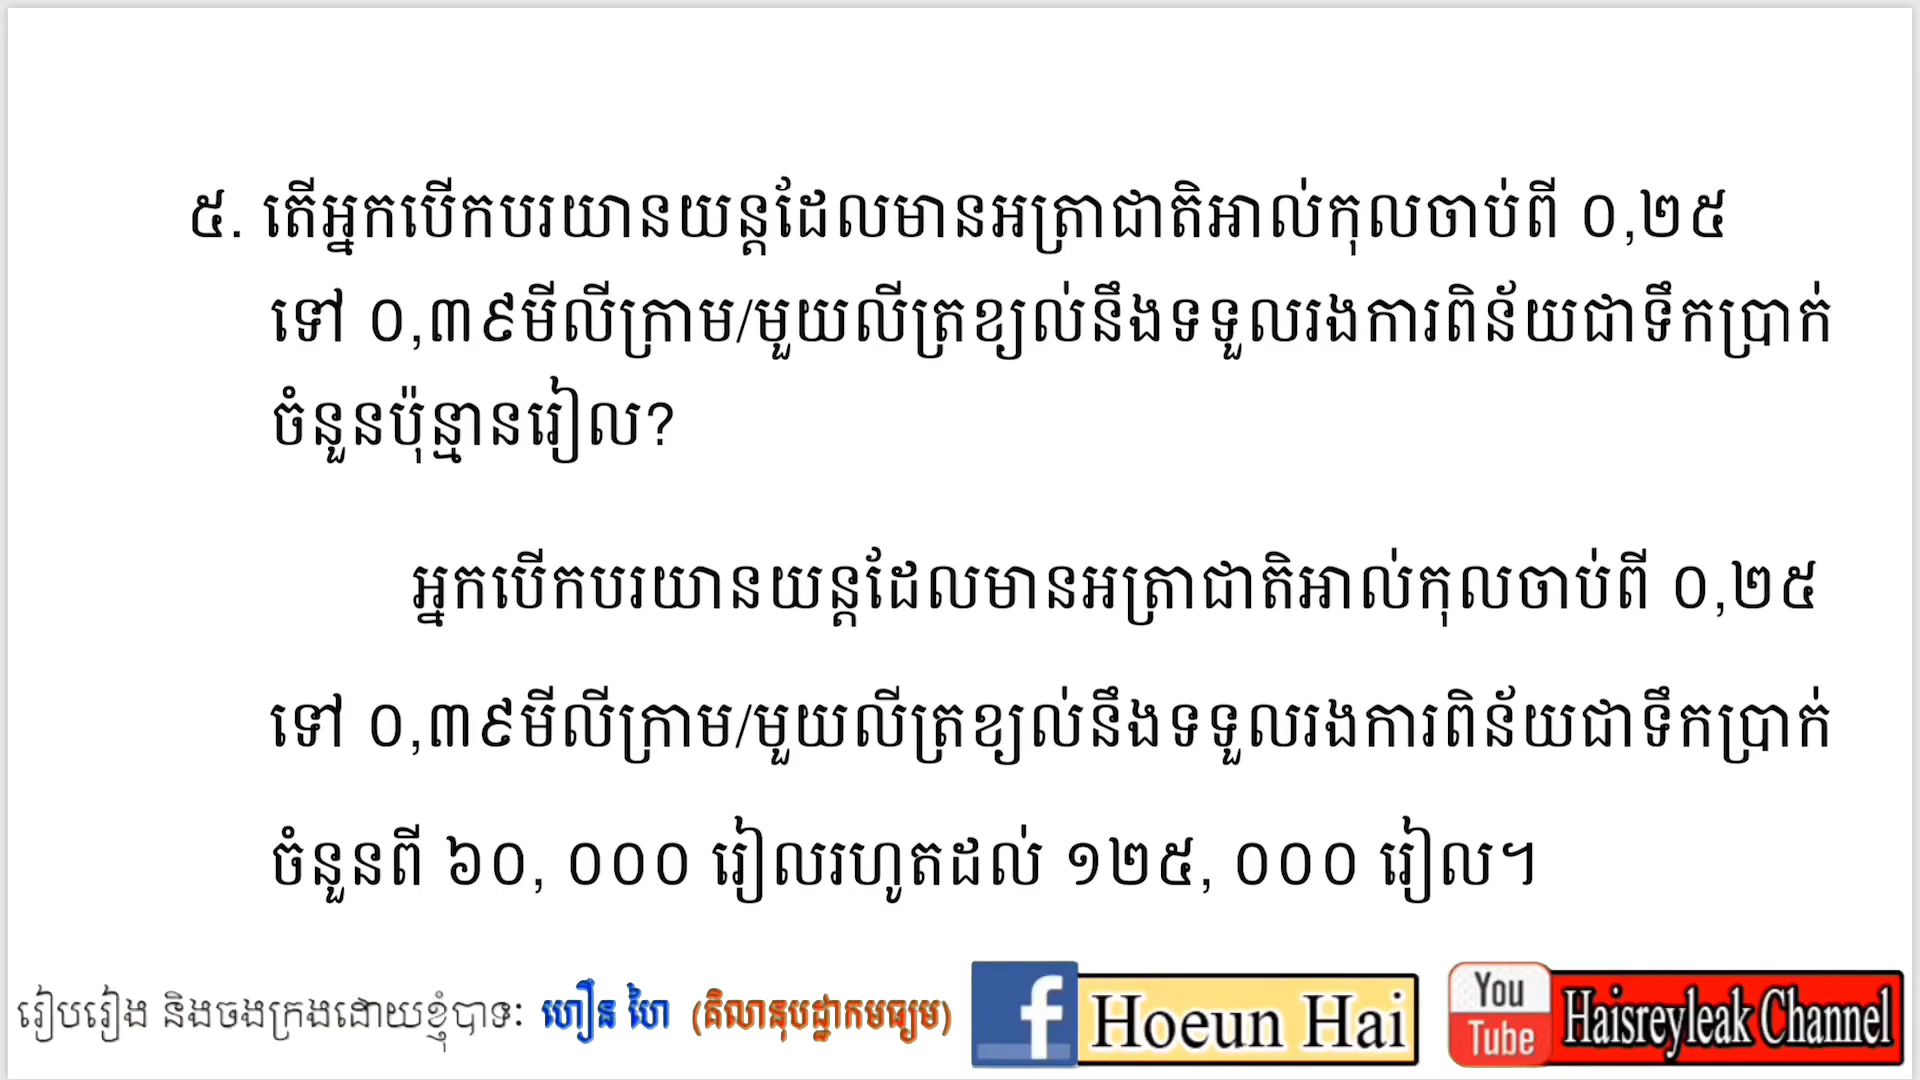 ៥. តើអ្នកបើកបរយានយន្តដែលមានអត្រាជាតិអាល់កុលចាប់ពី ០,២៥
ទៅ ០,៣៩មីលីក្រាម/មួយលីត្រខ្យល់នឹងទទួលរងការពិន័យជាទឹកប្រាក់
ចំនួនប៉ុន្មានរៀល?
អ្នកបើកបរយានយន្តដែលមានអត្រាជាតិអាល់កុលចាប់ពី ០,២៥
ទៅ ០,៣៩មីលីក្រាម/មួយលីត្រខ្យល់នឹងទទួលរងការពិន័យជាទឹកប្រាក់
ចំនួនពី ៦០, ០០០ រៀលរហូតដល់ ១២៥, ០០០ រៀល។
រៀបរៀង និងចងក្រងដោយខ្ញុំបាទ: ហឿន ហៃ (គិលានុបដ្ឋាកមធ្យម) f Hoeun Hai You Tube Haisreyleak Channel